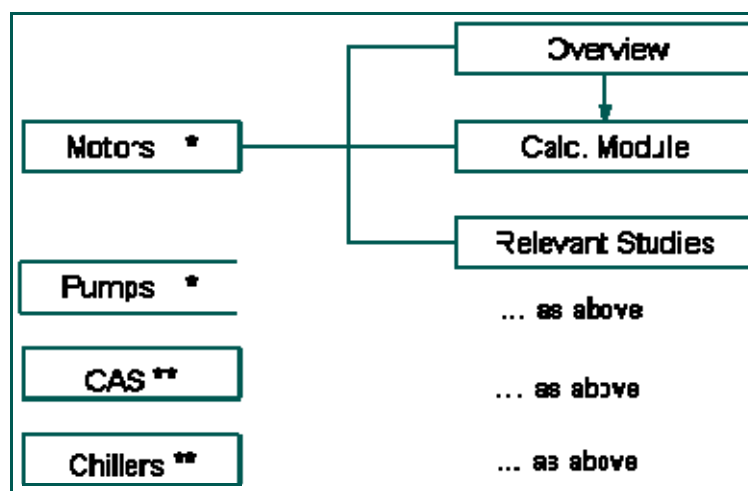 Overview
Motors *
Calc. Module
Relevant Studies
Pumps *
... as above
CAS **
... as above
Chillers **
... as above